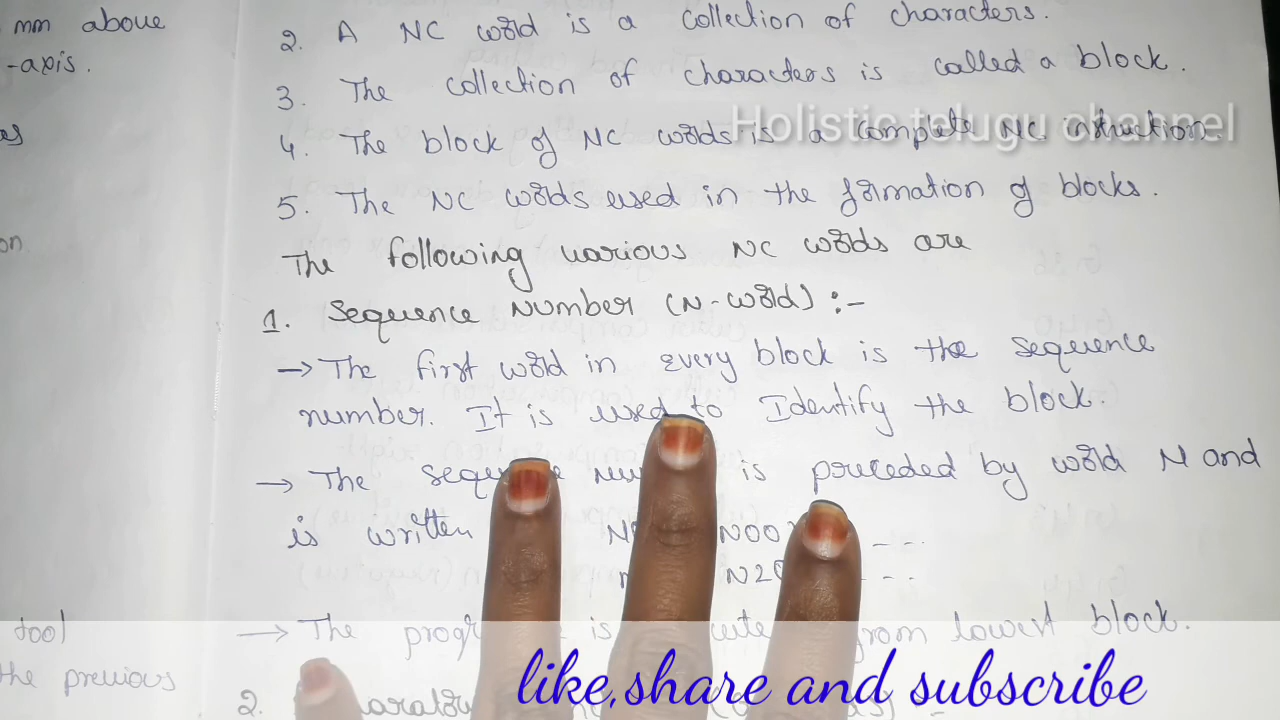 mm above
-axis.
on
tool
the previous
2. A NC word is a collection of characters.
3. The collection of characters is called a block.
Holistic telugu channel
4. The block of NC words is a complete NC intruction.
5. The NC words used in the formation of blocks.
The following various NC words are
1. Sequence Number (N-word) :-
→ The first word in every block is the sequence
number. It is used to Identify the block.
→ The is preceded by word N and
is written
→ The is from lowest block.
2.
like,share and subscribe